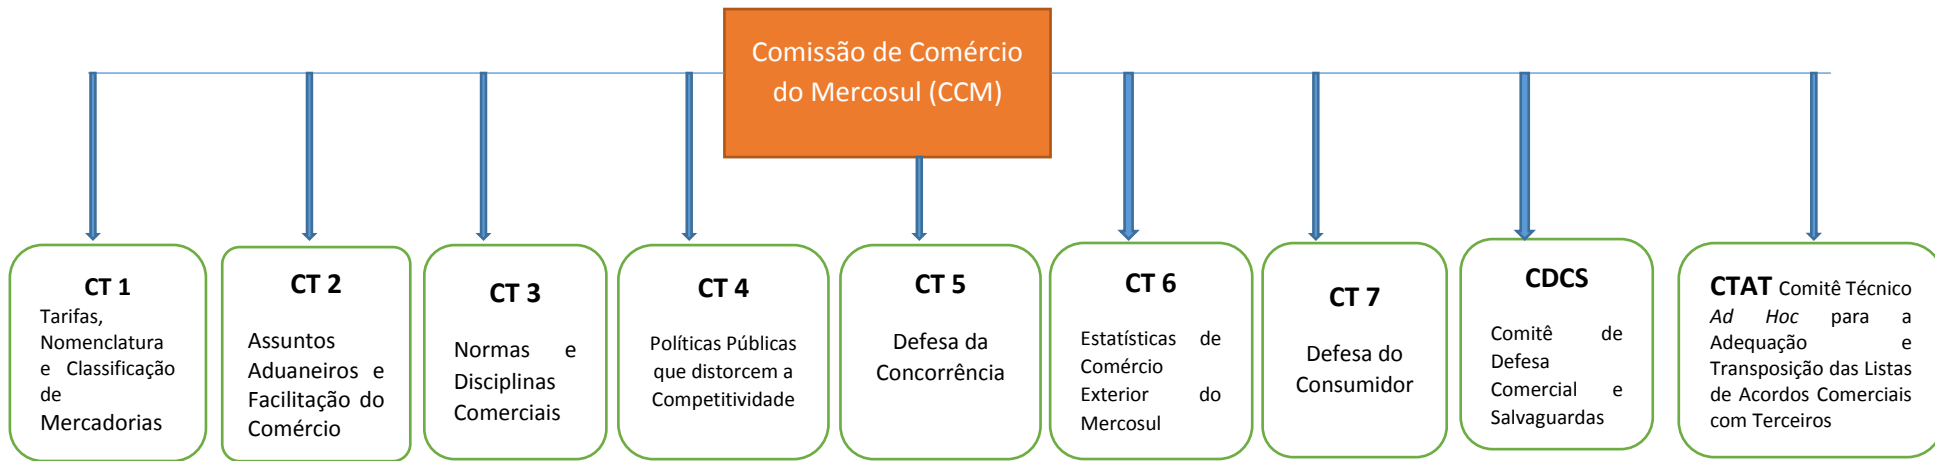 Comissão de Comércio
do Mercosul (CCM)
CT 1
Tarifas,
Nomenclatura
e Classificação
de
Mercadorias
CT 2
Assuntos
Aduaneiros e
Facilitação do
Comércio
CT 3
Normas e
Disciplinas
Comerciais
CT 4
Políticas Públicas
que distorcem a
Competitividade
CT 5
Defesa da
Concorrência
CT 6
Estatísticas de
Comércio
Exterior do
Mercosul
CT 7
Defesa do
Consumidor
CDCS
Comitê de
Defesa
Comercial e
Salvaguardas
CTAT Comitê Técnico
Ad Hoc para a
Adequação e
Transposição das Listas
de Acordos Comerciais
com Terceiros